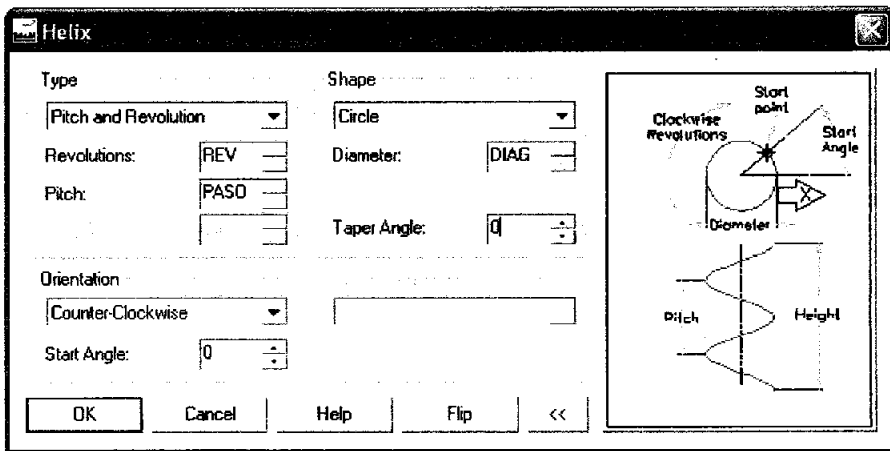 Helix
Type
Pitch and Revolution
Revolutions: REV
Pitch: PASO
Shape
Circle
Diameter: DIAG
Taper Angle: 0
Orientation
Counter-Clockwise
Start Angle: 0
OK Cancel Help Flip <<
Start point
Clockwise Revolutions
Start Angle
X
Diameter
Pitch
Height